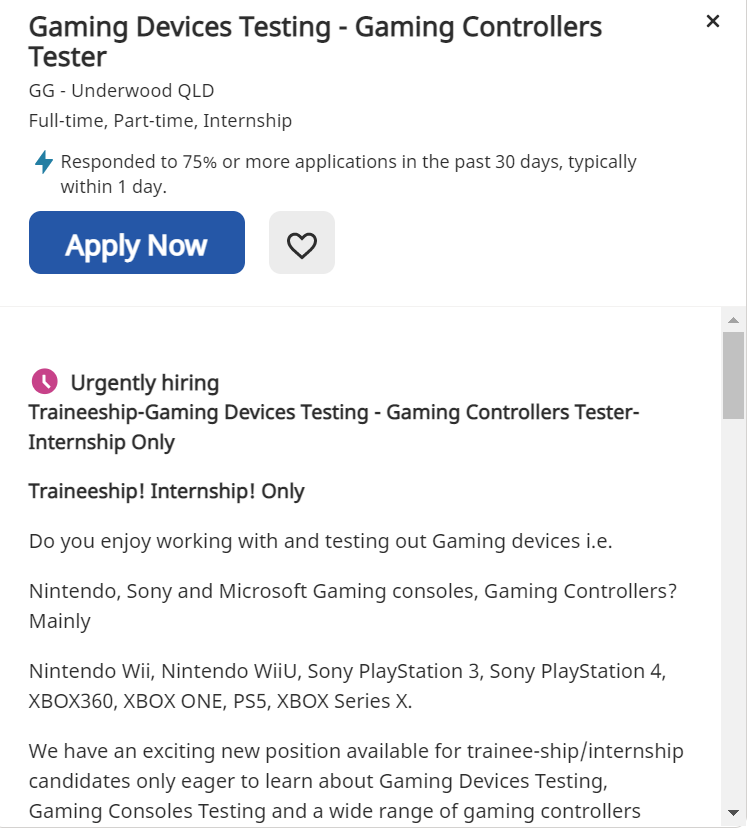 Gaming Devices Testing - Gaming Controllers
Tester
GG - Underwood QLD
Full-time, Part-time, Internship
Responded to 75% or more applications in the past 30 days, typically
within 1 day.
Apply Now
Urgently hiring
Traineeship-Gaming Devices Testing - Gaming Controllers Tester-
Internship Only
Traineeship! Internship! Only
Do you enjoy working with and testing out Gaming devices i.e.
Nintendo, Sony and Microsoft Gaming consoles, Gaming Controllers?
Mainly
Nintendo Wii, Nintendo WiiU, Sony PlayStation 3, Sony PlayStation 4,
XBOX360, XBOX ONE, PS5, XBOX Series X.
We have an exciting new position available for trainee-ship/internship
candidates only eager to learn about Gaming Devices Testing,
Gaming Consoles Testing and a wide range of gaming controllers